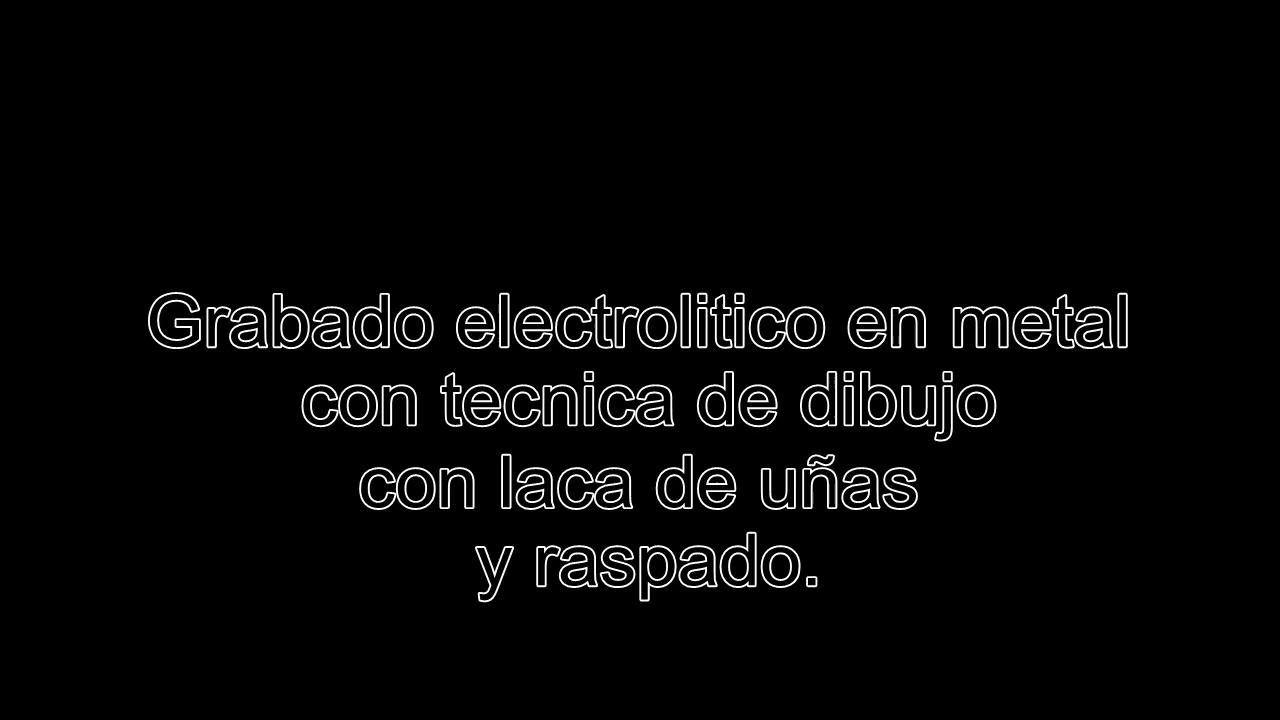 Grabado electrolitico en metal
con tecnica de dibujo
con laca de uñas
y raspado.